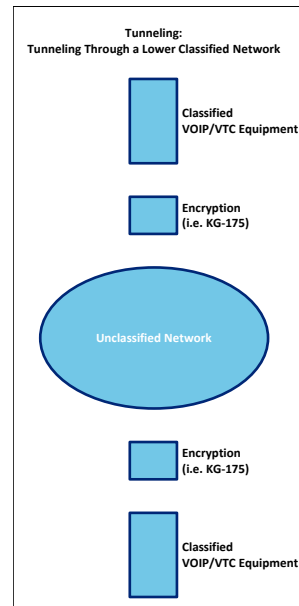 Tunneling:
Tunneling Through a Lower Classified Network
Classified
VOIP/VTC Equipment
Encryption
(i.e. KG-175)
Unclassified Network
Encryption
(i.e. KG-175)
Classified
VOIP/VTC Equipment